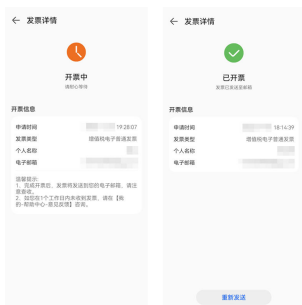 发票详情
开票中
请耐心等待
开票信息
申请时间 19:28:07
发票类型 增值税电子普通发票
个人名称
电子邮箱
温馨提示:
1、完成开票后，发票将发送到您的电子邮箱，请注意查收。
2、如您在1个工作日内未收到发票，请在【我的-帮助中心-意见反馈】咨询。
发票详情
已开票
发票已发送至邮箱
开票信息
申请时间 18:14:39
发票类型 增值税电子普通发票
个人名称
电子邮箱
重新发送